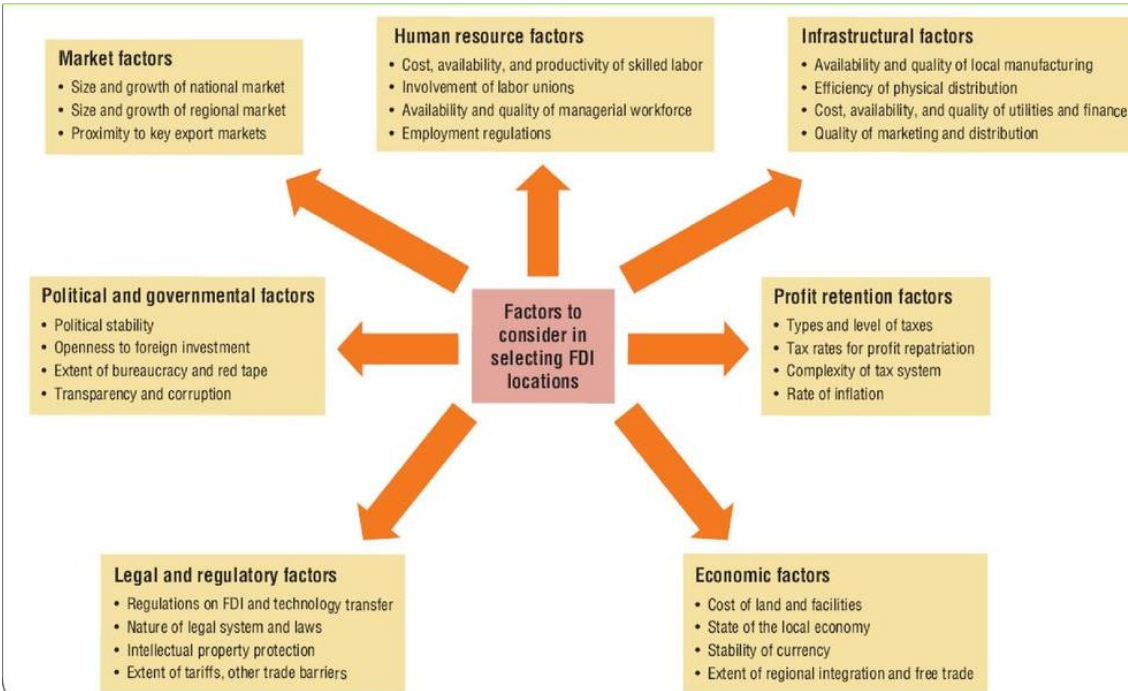 Market factors
• Size and growth of national market
• Size and growth of regional market
• Proximity to key export markets
Human resource factors
• Cost, availability, and productivity of skilled labor
• Involvement of labor unions
• Availability and quality of managerial workforce
• Employment regulations
Infrastructural factors
• Availability and quality of local manufacturing
• Efficiency of physical distribution
• Cost, availability, and quality of utilities and finance
• Quality of marketing and distribution
Political and governmental factors
• Political stability
• Openness to foreign investment
• Extent of bureaucracy and red tape
• Transparency and corruption
Factors to
consider in
selecting FDI
locations
Profit retention factors
• Types and level of taxes
• Tax rates for profit repatriation
• Complexity of tax system
• Rate of inflation
Legal and regulatory factors
• Regulations on FDI and technology transfer
• Nature of legal system and laws
• Intellectual property protection
• Extent of tariffs, other trade barriers
Economic factors
• Cost of land and facilities
• State of the local economy
• Stability of currency
• Extent of regional integration and free trade